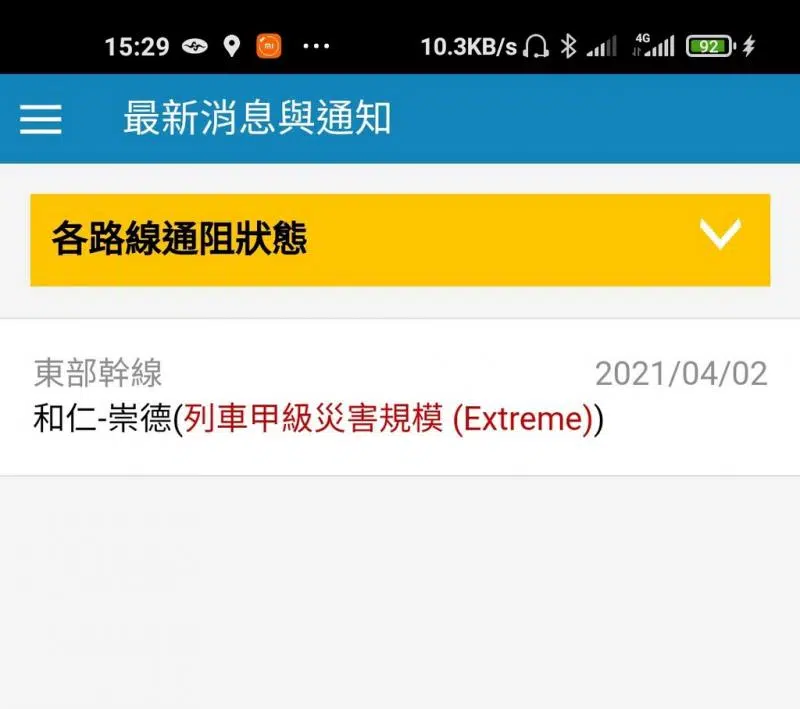 15:29 ... 10.3KB/s 4G 92
最新消息與通知
各路線通阻狀態
東部幹線 2021/04/02
和仁-崇德(列車甲級災害規模 (Extreme))